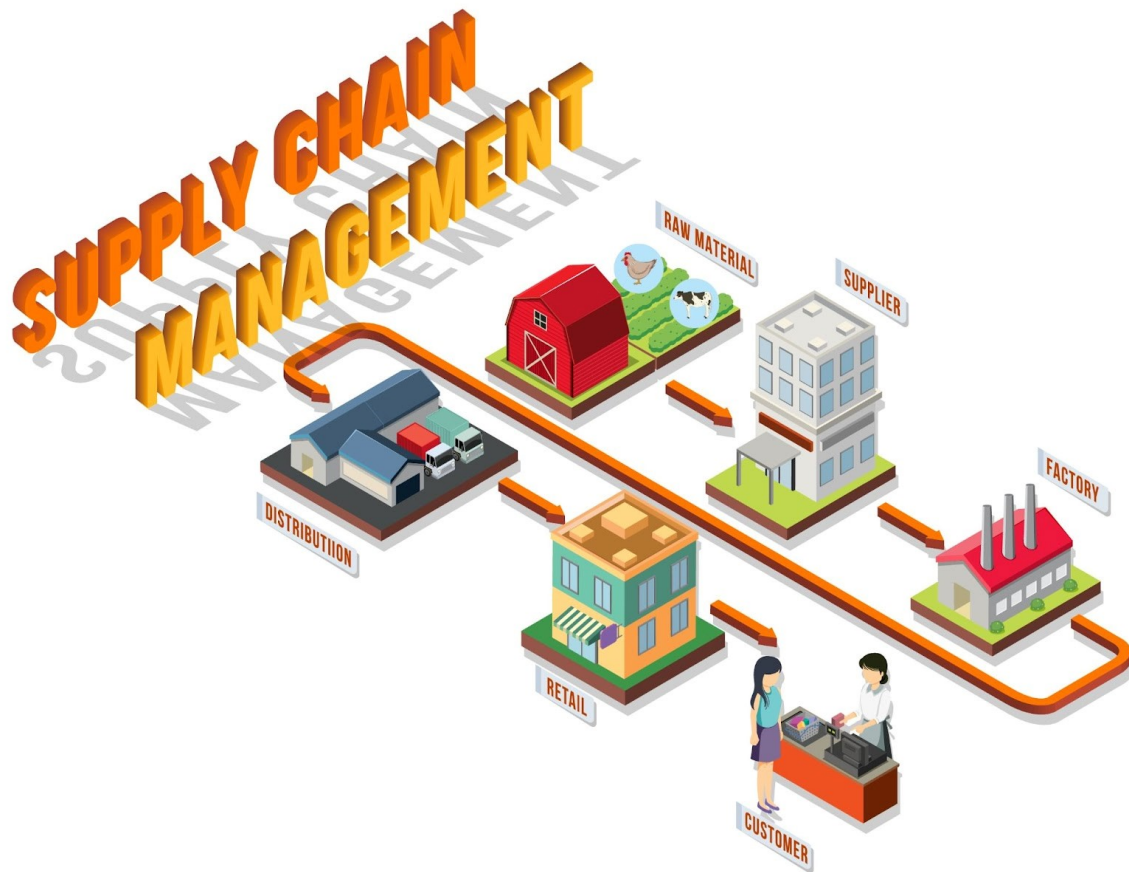 SUPPLY CHAIN
MANAGEMENT
RAW MATERIAL
SUPPLIER
FACTORY
DISTRIBUTIION
RETAIL
CUSTOMER